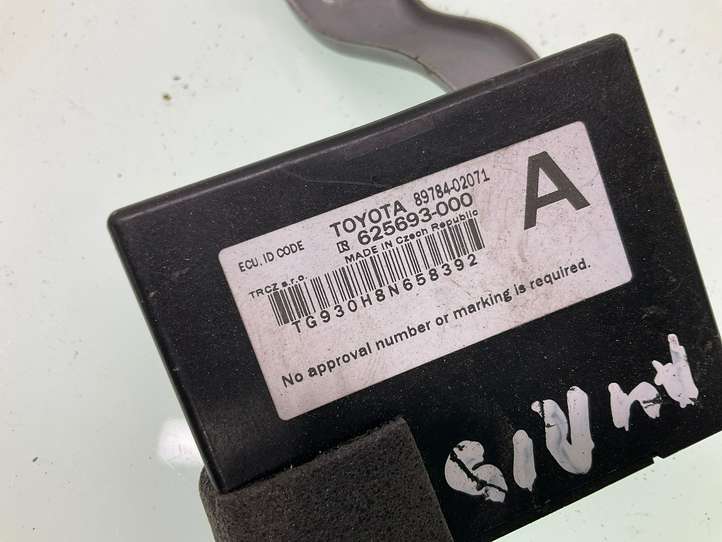 ECU. ID CODE
TOYOTA 89784-02071
625693-000
MADE IN Czech Republic
A
TRCZ s.r.o.
TG930H8N658392
No approval number or marking is required.